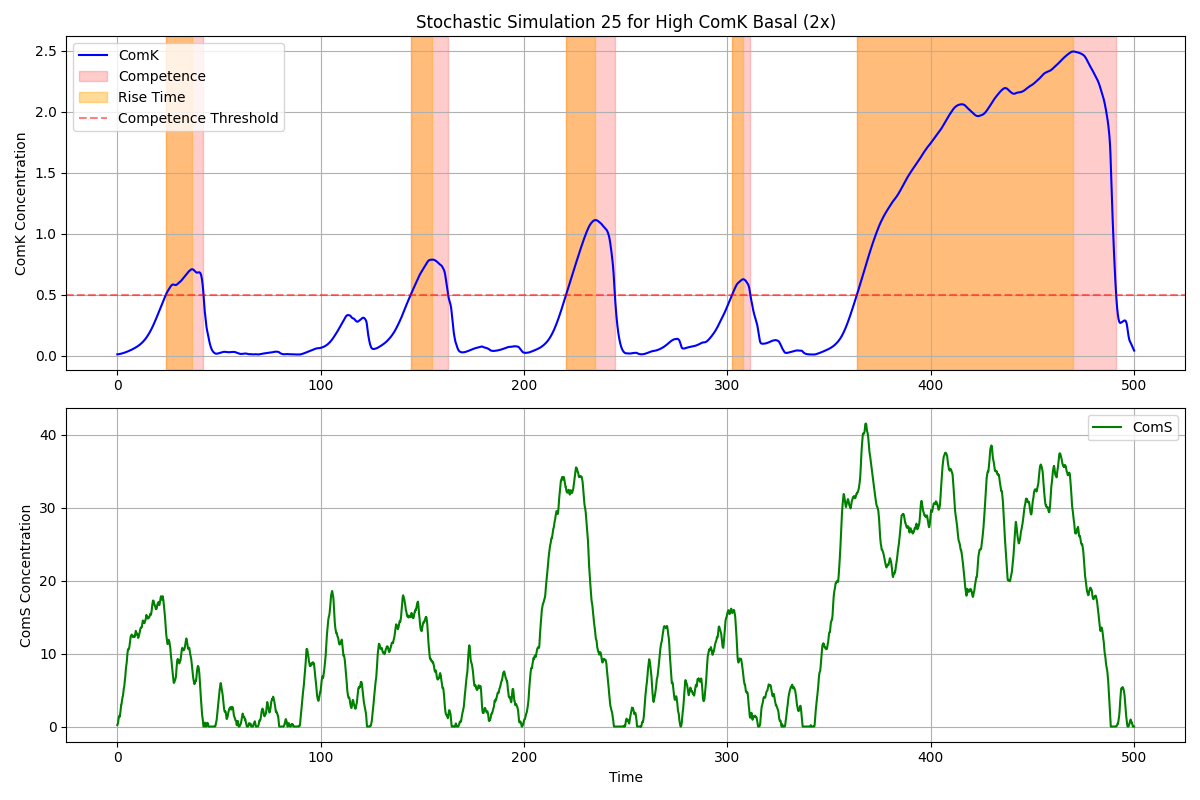 Stochastic Simulation 25 for High ComK Basal (2x)
ComK Concentration
2.5
2.0
1.5
1.0
0.5
0.0
ComK
Competence
Rise Time
Competence Threshold
0 100 200 300 400 500
ComS Concentration
40
30
20
10
0
ComS
0 100 200 300 400 500
Time